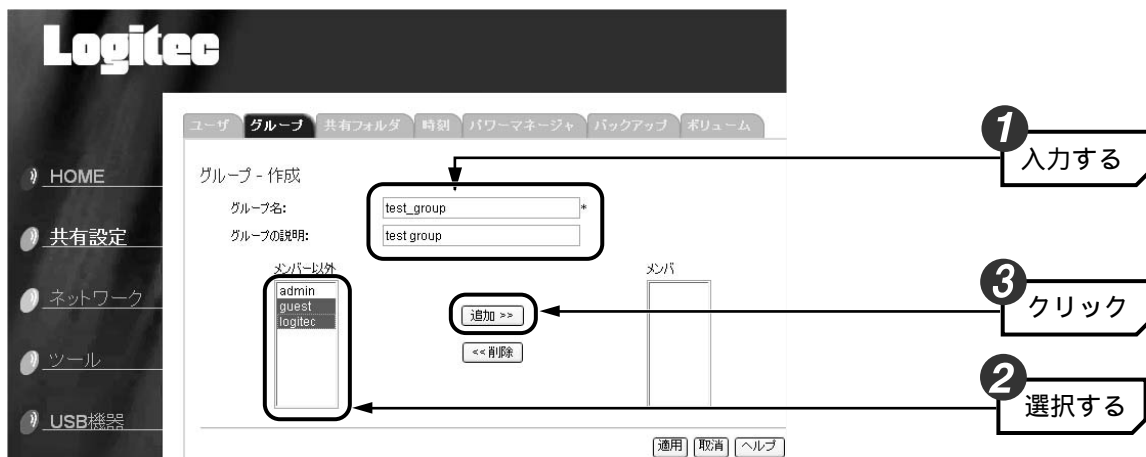 Logitec
ユーザ グループ 共有フォルダ 時刻 パワーマネージャ バックアップ ボリューム
1
入力する
HOME
グループ - 作成
グループ名: test_group *
共有設定
グループの説明: test group
メンバー以外 メンバ
ネットワーク
admin
guest
logitec
追加 >>
3
クリック
<< 削除
ツール
2
選択する
USB機器
適用 取消 ヘルプ